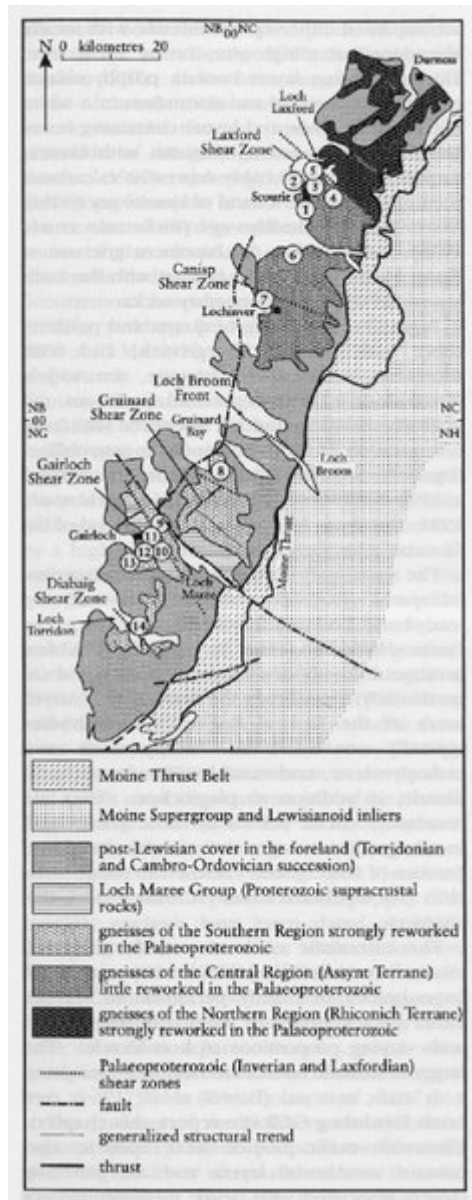 NB NC
00
N
0 kilometres 20
Durness
Loch
Laxford
Laxford
Shear Zone
5
2
3
4
Scourie
1
6
Canisp
Shear Zone
7
Lochinver
Loch Broom
Front
Gruinard
Shear Zone
Gruinard
Bay
NB
00
NG
NC
NH
8
Loch
Broom
Gairloch
Shear Zone
9
Gairloch
11
12
10
13
Moine Thrust
Diabaig
Shear Zone
Loch
Maree
Loch
Torridon
14
Moine Thrust Belt
Moine Supergroup and Lewisianoid inliers
post-Lewisian cover in the foreland (Torridonian
and Cambro-Ordovician succession)
Loch Maree Group (Proterozoic supracrustal
rocks)
gneisses of the Southern Region strongly reworked
in the Palaeoproterozoic
gneisses of the Central Region (Assynt Terrane)
little reworked in the Palaeoproterozoic
gneisses of the Northern Region (Rhiconich Terrane)
strongly reworked in the Palaeoproterozoic
Palaeoproterozoic (Inverian and Laxfordian)
shear zones
fault
generalized structural trend
thrust